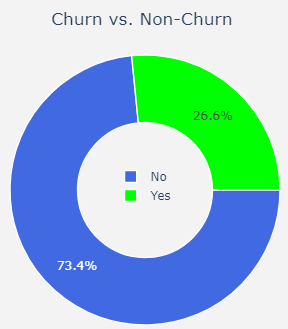 Churn vs. Non-Churn
26.6%
No
Yes
73.4%